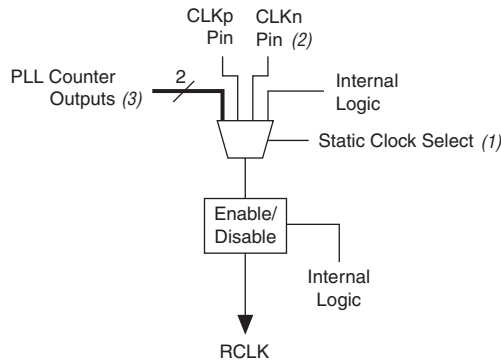 CLKp
Pin
CLKn
Pin (2)
PLL Counter
Outputs (3)
2
Internal
Logic
Static Clock Select (1)
Enable/
Disable
Internal
Logic
RCLK